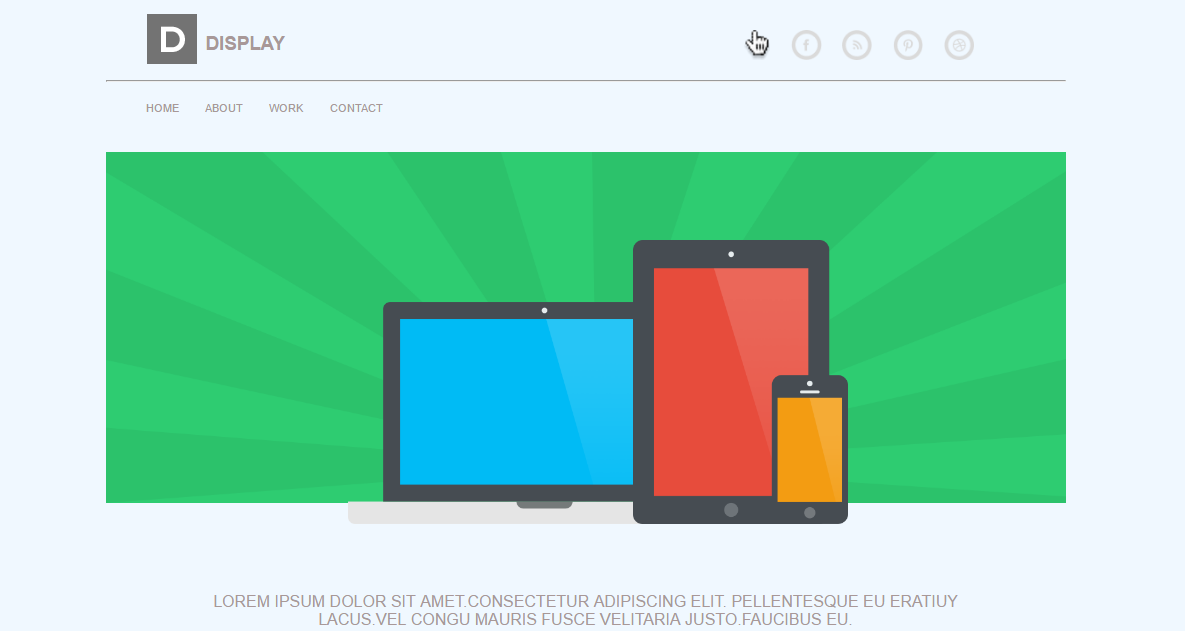 D DISPLAY
HOME ABOUT WORK CONTACT
LOREM IPSUM DOLOR SIT AMET.CONSECTETUR ADIPISCING ELIT. PELLENTESQUE EU ERATIUY
LACUS.VEL CONGU MAURIS FUSCE VELITARIA JUSTO.FAUCIBUS EU.